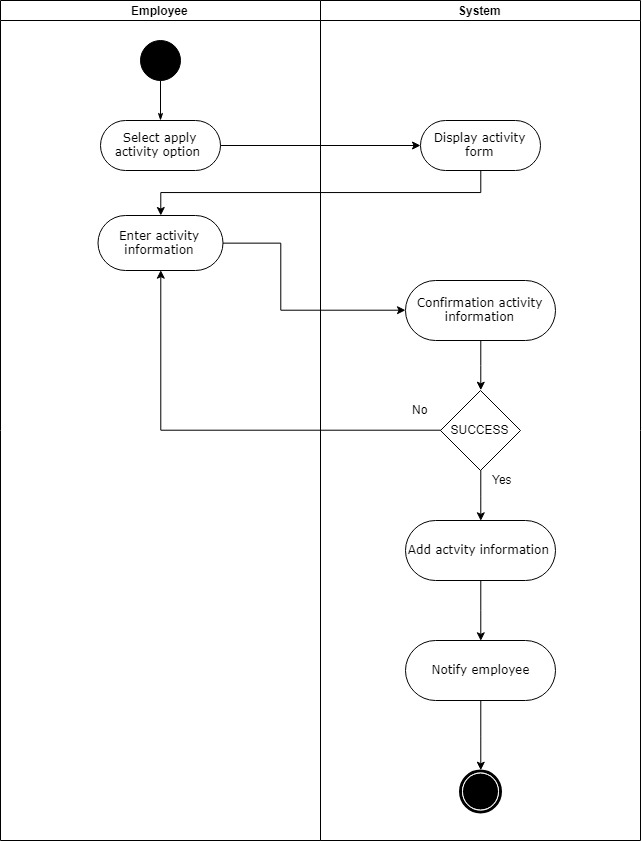 Employee
System
Select apply
activity option
Display activity
form
Enter activity
information
Confirmation activity
information
No
SUCCESS
Yes
Add actvity information
Notify employee